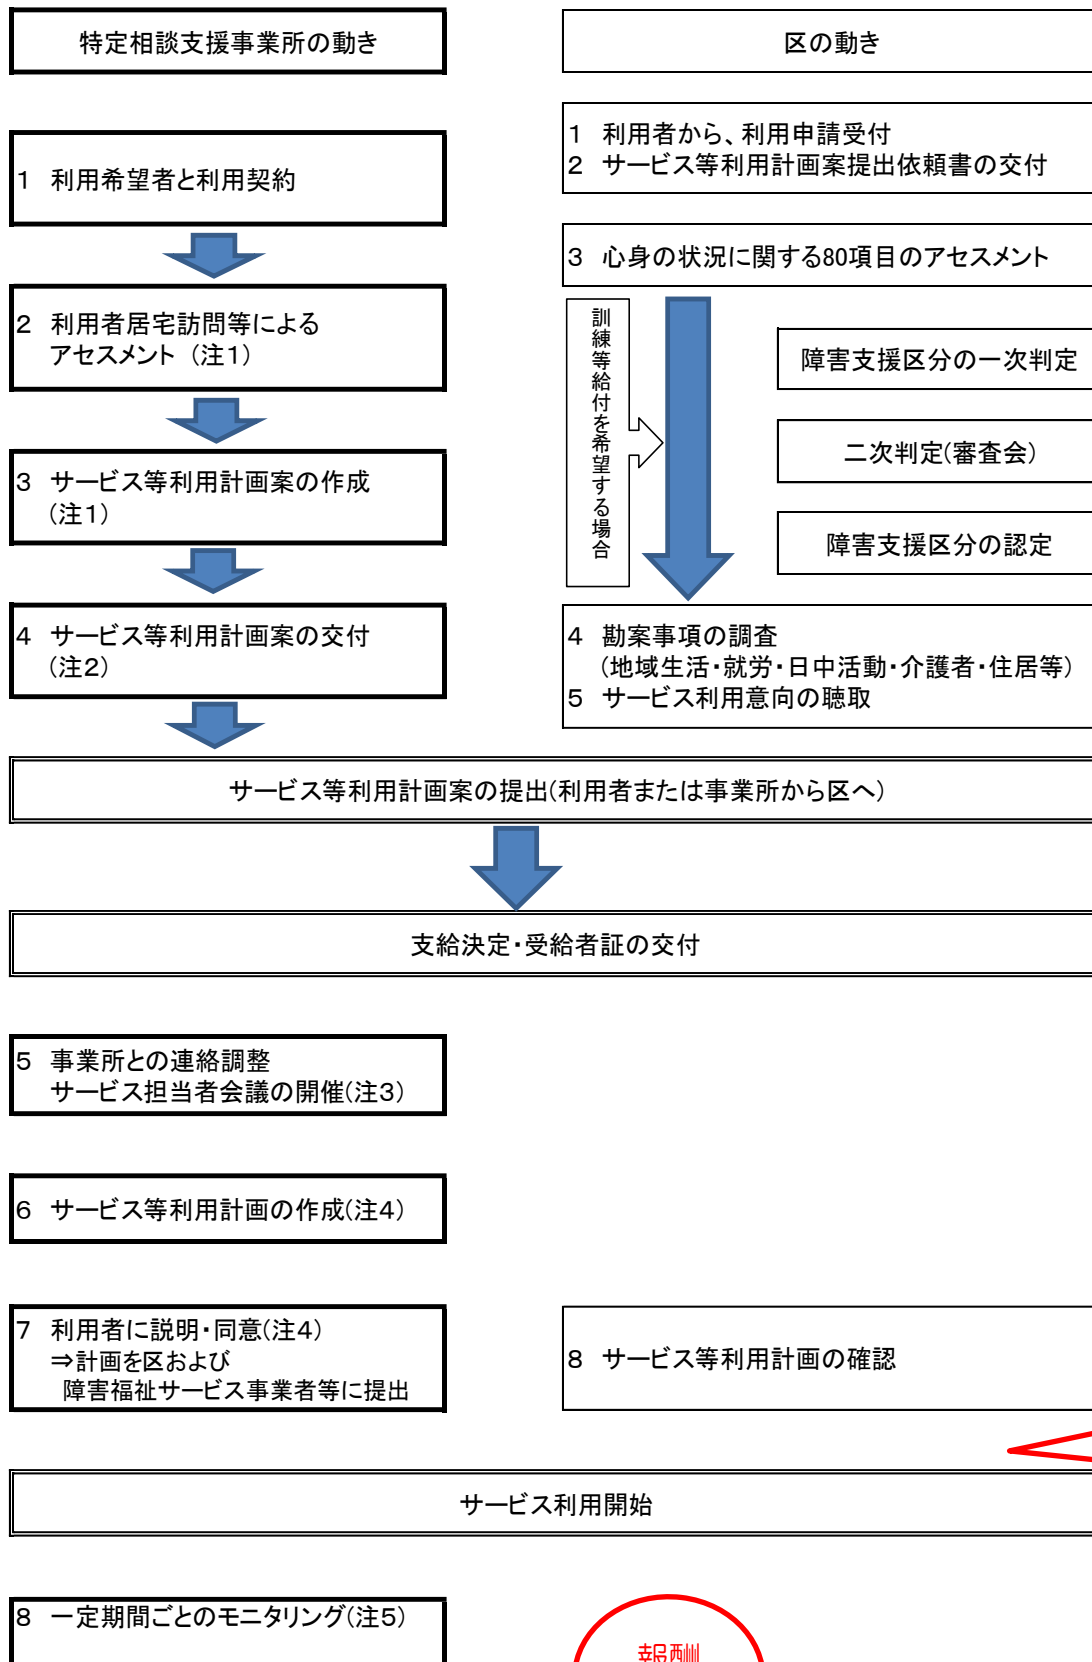 特定相談支援事業所の動き
区の動き
1 利用希望者と利用契約
1 利用者から、利用申請受付
2 サービス等利用計画案提出依頼書の交付
3 心身の状況に関する80項目のアセスメント
2 利用者居宅訪問等による
アセスメント (注1)
訓練等給付を希望する場合
障害支援区分の一次判定
二次判定(審査会)
障害支援区分の認定
3 サービス等利用計画案の作成
(注1)
4 サービス等利用計画案の交付
(注2)
4 勘案事項の調査
(地域生活・就労・日中活動・介護者・住居等)
5 サービス利用意向の聴取
サービス等利用計画案の提出(利用者または事業所から区へ)
支給決定・受給者証の交付
5 事業所との連絡調整
サービス担当者会議の開催(注3)
6 サービス等利用計画の作成(注4)
7 利用者に説明・同意(注4)
⇒計画を区および
障害福祉サービス事業者等に提出
8 サービス等利用計画の確認
サービス利用開始
8 一定期間ごとのモニタリング(注5)
報酬